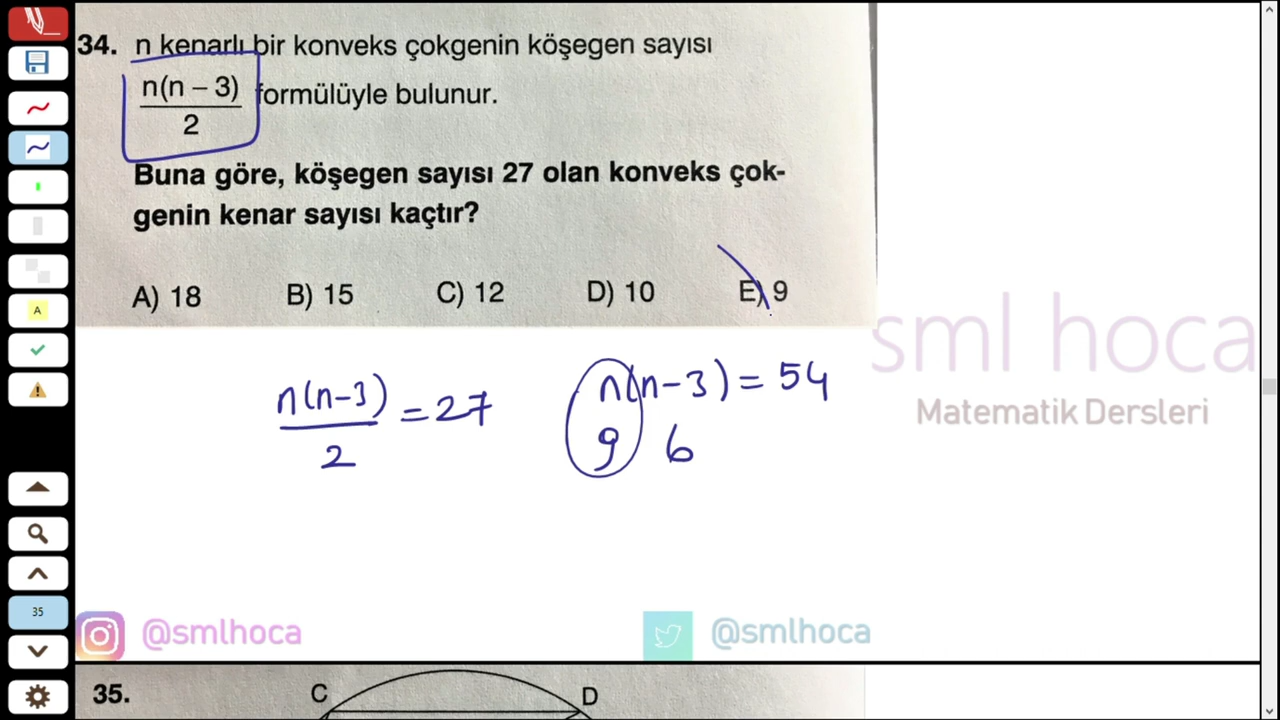 34. n kenarlı bir konveks çokgenin köşegen sayısı
n(n – 3)
2
formülüyle bulunur.
Buna göre, köşegen sayısı 27 olan konveks çok-
genin kenar sayısı kaçtır?
A) 18 B) 15 C) 12 D) 10 E) 9
sml hoca
Matematik Dersleri
n(n-3)
2
= 27
n(n-3) = 54
9 6
A
35
@smlhoca @smlhoca
35.
C D